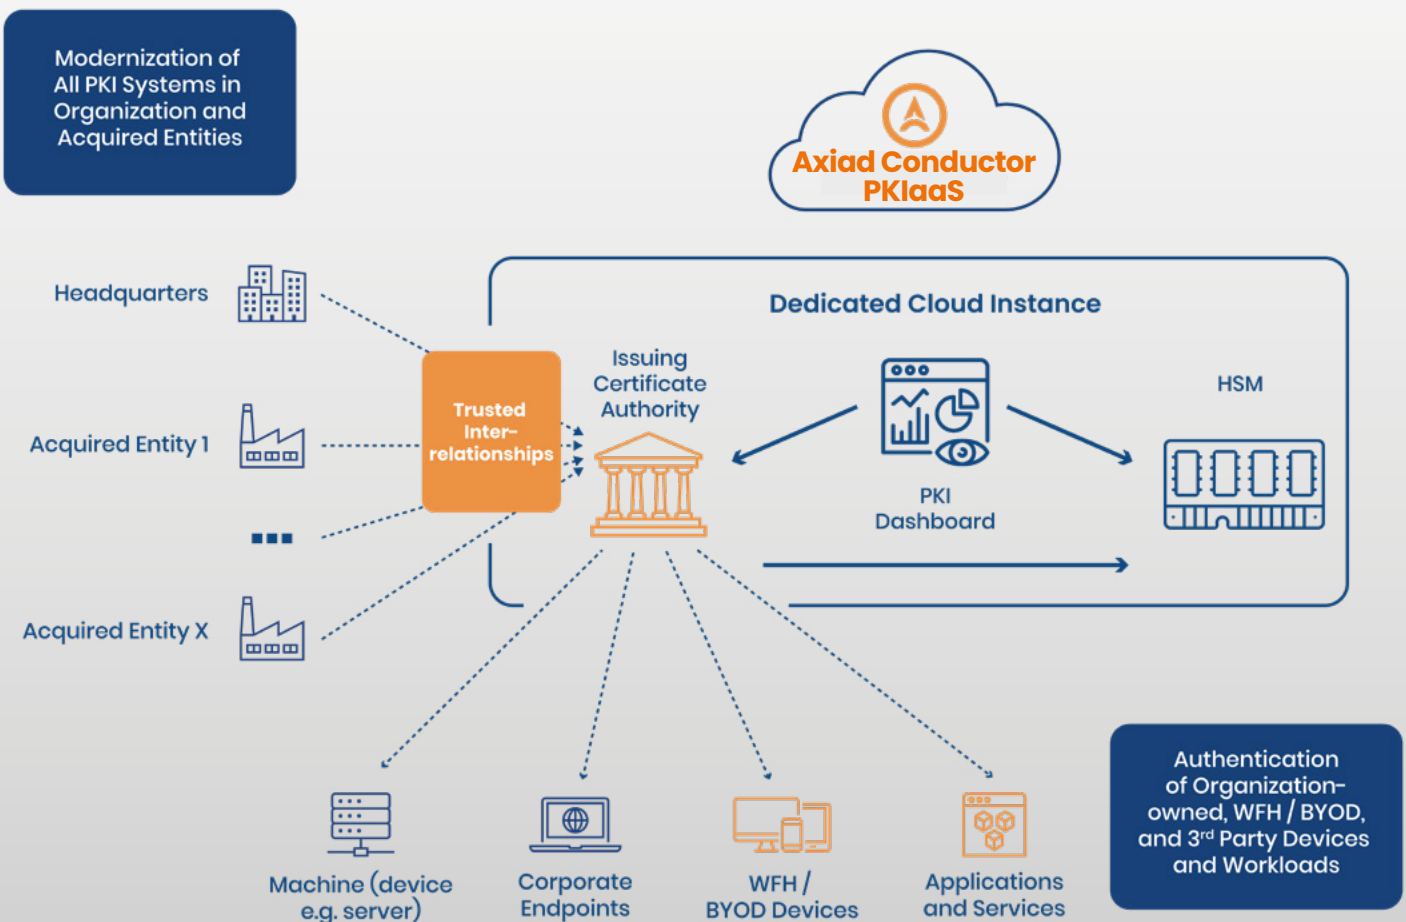 Modernization of
All PKI Systems in
Organization and
Acquired Entities
Axiad Conductor
PKIaaS
Headquarters
Dedicated Cloud Instance
Trusted
Inter-
relationships
Issuing
Certificate
Authority
HSM
Acquired Entity 1
PKI
Dashboard
Acquired Entity X
Authentication
of Organization-
owned, WFH / BYOD,
and 3rd Party Devices
and Workloads
Machine (device
e.g. server)
Corporate
Endpoints
WFH /
BYOD Devices
Applications
and Services